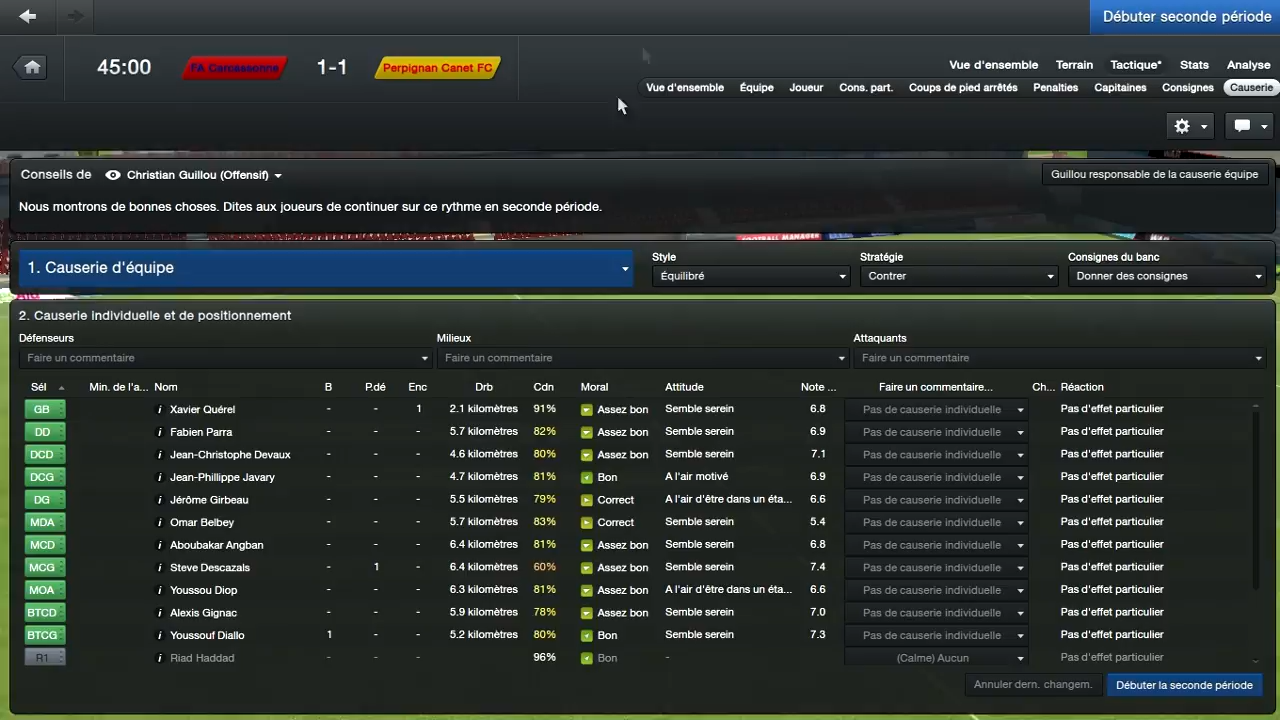 Débuter seconde période
45:00 FA Carcassonne 1-1 Perpignan Canet FC
Vue d'ensemble Terrain Tactique* Stats Analyse
Vue d'ensemble Équipe Joueur Cons. part. Coups de pied arrêtés Penalties Capitaines Consignes Causerie
Conseils de Christian Guillou (Offensif) Guillou responsable de la causerie équipe
Nous montrons de bonnes choses. Dites aux joueurs de continuer sur ce rythme en seconde période.
FOOTBALL MANAGER
1. Causerie d'équipe
Style Stratégie Consignes du banc
Équilibré Contrer Donner des consignes
2. Causerie individuelle et de positionnement
Défenseurs Milieux Attaquants
Faire un commentaire Faire un commentaire Faire un commentaire
Sél Min. de l'a... Nom B P.dé Enc Drb Cdn Moral Attitude Note ... Faire un commentaire... Ch... Réaction
GB i Xavier Quérel - - 1 2.1 kilomètres 91% Assez bon Semble serein 6.8 Pas de causerie individuelle Pas d'effet particulier
DD i Fabien Parra - - - 5.7 kilomètres 82% Assez bon Semble serein 6.9 Pas de causerie individuelle Pas d'effet particulier
DCD i Jean-Christophe Devaux - - - 4.6 kilomètres 80% Assez bon Semble serein 7.1 Pas de causerie individuelle Pas d'effet particulier
DCG i Jean-Phillippe Javary - - - 4.7 kilomètres 81% Bon A l'air motivé 6.9 Pas de causerie individuelle Pas d'effet particulier
DG i Jérôme Girbeau - - - 5.5 kilomètres 79% Correct A l'air d'être dans un éta... 6.6 Pas de causerie individuelle Pas d'effet particulier
MDA i Omar Belbey - - - 5.7 kilomètres 83% Correct Semble serein 5.4 Pas de causerie individuelle Pas d'effet particulier
MCD i Aboubakar Angban - - - 6.4 kilomètres 81% Assez bon Semble serein 6.8 Pas de causerie individuelle Pas d'effet particulier
MCG i Steve Descazals - 1 - 6.4 kilomètres 60% Assez bon Semble serein 7.4 Pas de causerie individuelle Pas d'effet particulier
MOA i Youssou Diop - - - 6.3 kilomètres 81% Assez bon A l'air d'être dans un éta... 6.6 Pas de causerie individuelle Pas d'effet particulier
BTCD i Alexis Gignac - - - 5.9 kilomètres 78% Assez bon Semble serein 7.0 Pas de causerie individuelle Pas d'effet particulier
BTCG i Youssouf Diallo 1 - - 5.2 kilomètres 80% Bon Semble serein 7.3 Pas de causerie individuelle Pas d'effet particulier
R1 i Riad Haddad 96% Bon - (Calme) Aucun Pas d'effet particulier
Annuler dern. changem. Débuter la seconde période